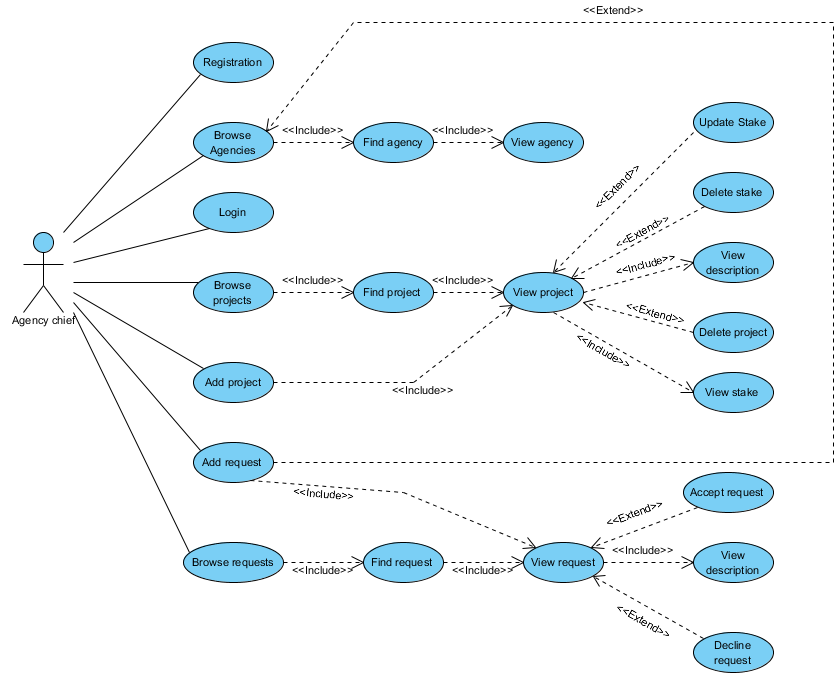 <<Extend>>
Registration
Browse
Agencies
<<Include>>
Find agency
<<Include>>
View agency
Update Stake
<<Extend>>
Delete stake
<<Extend>>
Login
<<Include>>
View
description
Agency chief
Browse
projects
<<Include>>
Find project
<<Include>>
View project
<<Extend>>
Delete project
<<Include>>
View stake
Add project
<<Include>>
Add request
<<Include>>
Accept request
<<Extend>>
Browse requests
<<Include>>
Find request
<<Include>>
View request
<<Include>>
View
description
<<Extend>>
Decline
request